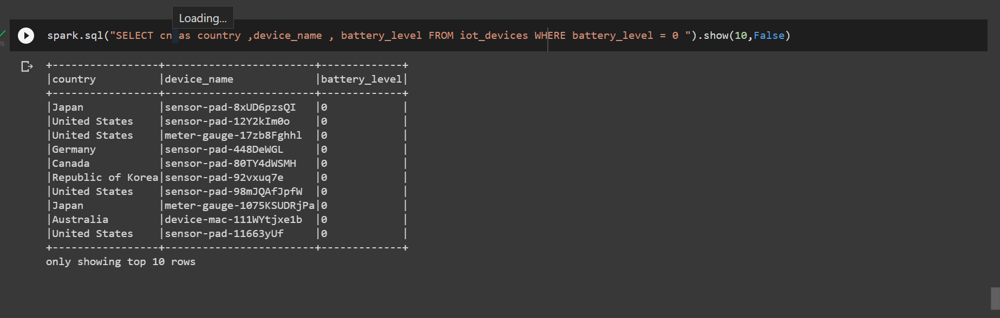 Loading...
spark.sql("SELECT cn as country ,device_name , battery_level FROM iot_devices WHERE battery_level = 0 ").show(10,False)
+-----------------+------------------------+-------------+
|country          |device_name             |battery_level|
+-----------------+------------------------+-------------+
|Japan            |sensor-pad-8xUD6pzsQI   |0            |
|United States    |sensor-pad-12Y2kIm0o    |0            |
|United States    |meter-gauge-17zb8Fghhl  |0            |
|Germany          |sensor-pad-448DeWGL     |0            |
|Canada           |sensor-pad-80TY4dWSMH   |0            |
|Republic of Korea|sensor-pad-92vxuq7e     |0            |
|United States    |sensor-pad-98mJQAfJpfW  |0            |
|Japan            |meter-gauge-1075KSUDRjPa|0            |
|Australia        |device-mac-111WYtjxe1b  |0            |
|United States    |sensor-pad-11663yUf     |0            |
+-----------------+------------------------+-------------+
only showing top 10 rows